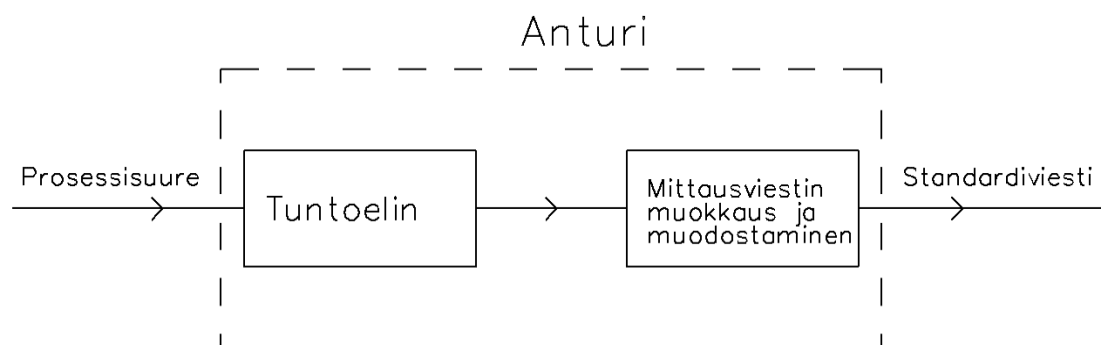 Anturi
Prosessisuure
Tuntoelin
Mittausviestin
muokkaus ja
muodostaminen
Standardiviesti